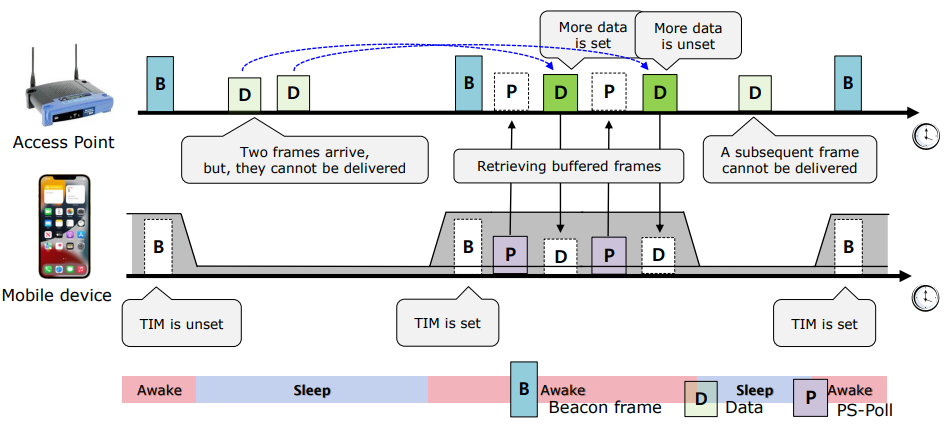 More data
is set
More data
is unset
B
D
D
B
P
D
P
D
D
B
Access Point
Two frames arrive,
but, they cannot be delivered
Retrieving buffered frames
A subsequent frame
cannot be delivered
B
B
P
D
P
D
B
Mobile device
TIM is unset
TIM is set
TIM is set
Awake
Sleep
B
Awake
D
Sleep
P
Awake
Beacon frame
Data
PS-Poll